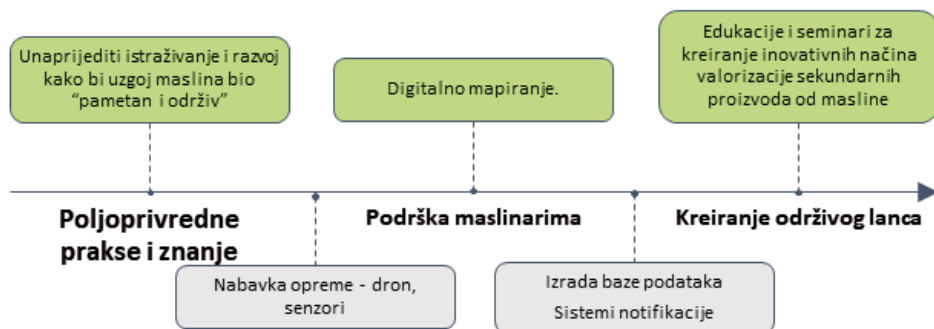 Unaprijediti istraživanje i razvoj
kako bi uzgoj maslina bio
“pametan i održiv”
Digitalno mapiranje.
Edukacije i seminari za
kreiranje inovativnih načina
valorizacije sekundarnih
proizvoda od masline
Poljoprivredne
prakse i znanje
Podrška maslinarima
Kreiranje održivog lanca
Nabavka opreme - dron,
senzori
Izrada baze podataka
Sistemi notifikacije